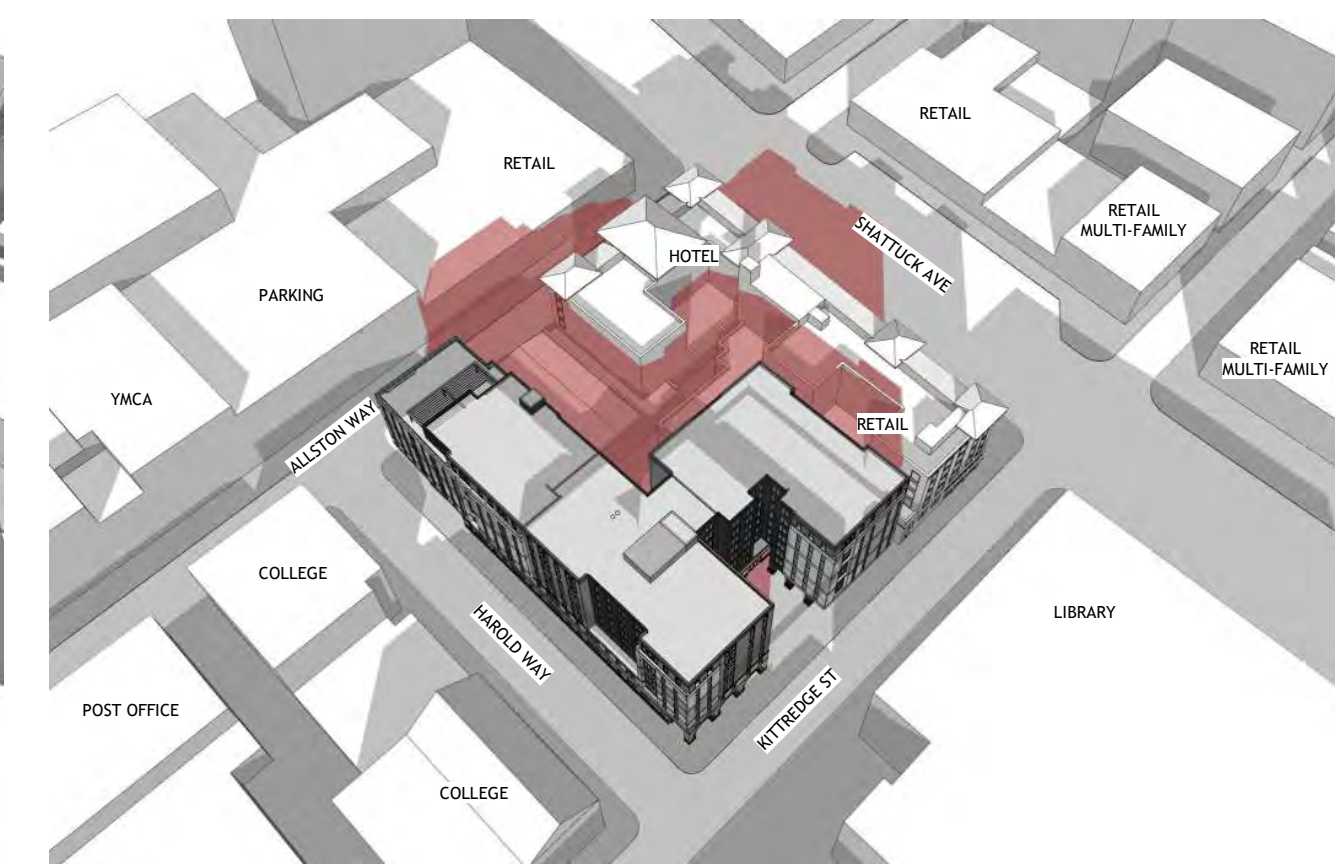 RETAIL
RETAIL
RETAIL
MULTI-FAMILY
SHATTUCK AVE
HOTEL
PARKING
RETAIL
MULTI-FAMILY
YMCA
ALLSTON WAY
RETAIL
COLLEGE
LIBRARY
HAROLD WAY
KITTREDGE ST
POST OFFICE
COLLEGE